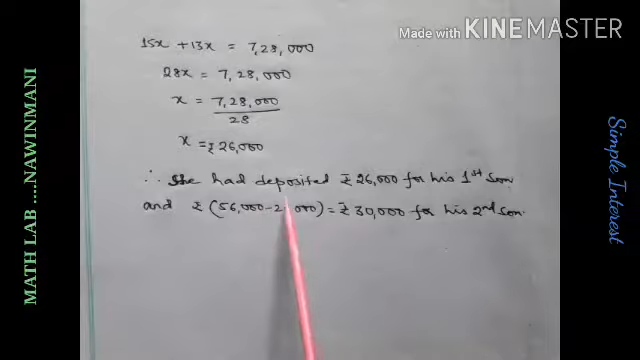 Made with KINEMASTER
15x + 13x = 7,28,000
28x = 7,28,000
x = 7,28,000
28
x = ₹26,000
∴ She had deposited ₹26,000 for his 1st Son
and ₹(56,000-2 000) = ₹30,000 for his 2nd Son.
MATH LAB ....NAWINMANI
Simple Interest